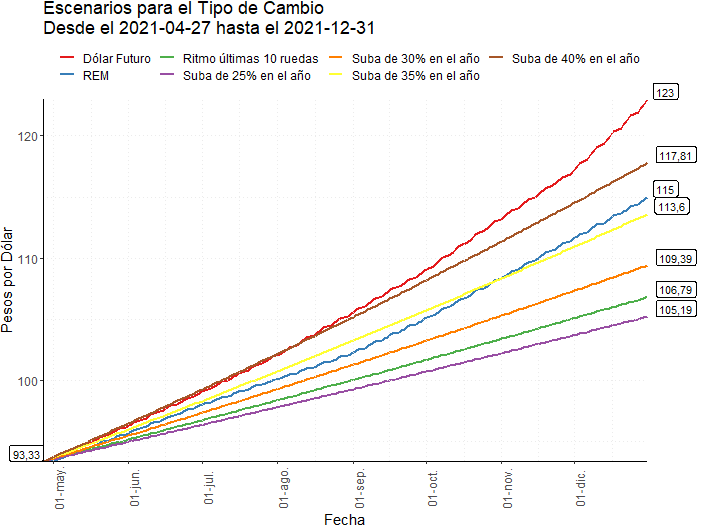 Escenarios para el Tipo de Cambio
Desde el 2021-04-27 hasta el 2021-12-31
Dólar Futuro
Ritmo últimas 10 ruedas
Suba de 30% en el año
Suba de 40% en el año
REM
Suba de 25% en el año
Suba de 35% en el año
123
120
117,81
115
113,6
110
109,39
106,79
105,19
100
93,33
Pesos por Dólar
01-may.
01-jun.
01-jul.
01-ago.
01-sep.
01-oct.
01-nov.
01-dic.
Fecha